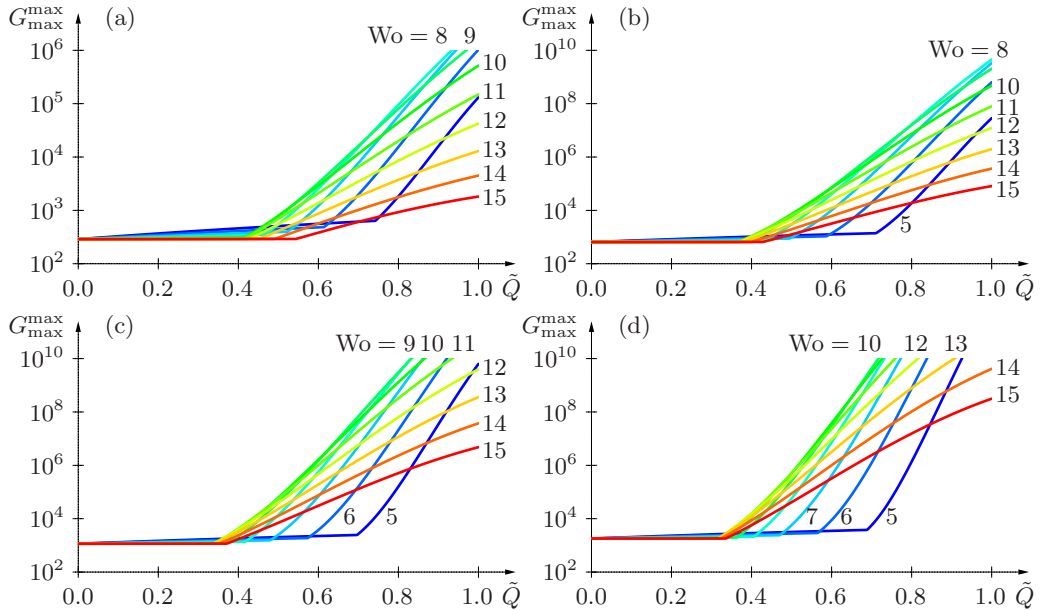 G_max^max (a)
10^6 Wo = 8 9
10
10^5 11
12
10^4 13
14
10^3 15
10^2
0.0 0.2 0.4 0.6 0.8 1.0 Q̃
G_max^max (b)
10^10 Wo = 8
10^8 10
11
12
10^6 13
14
15
10^4 5
10^2
0.0 0.2 0.4 0.6 0.8 1.0 Q̃
G_max^max (c)
10^10 Wo = 9 10 11
12
10^8 13
14
10^6 15
10^4 6 5
10^2
0.0 0.2 0.4 0.6 0.8 1.0 Q̃
G_max^max (d)
10^10 Wo = 10 12 13
14
10^8 15
10^6
10^4 7 6 5
10^2
0.0 0.2 0.4 0.6 0.8 1.0 Q̃